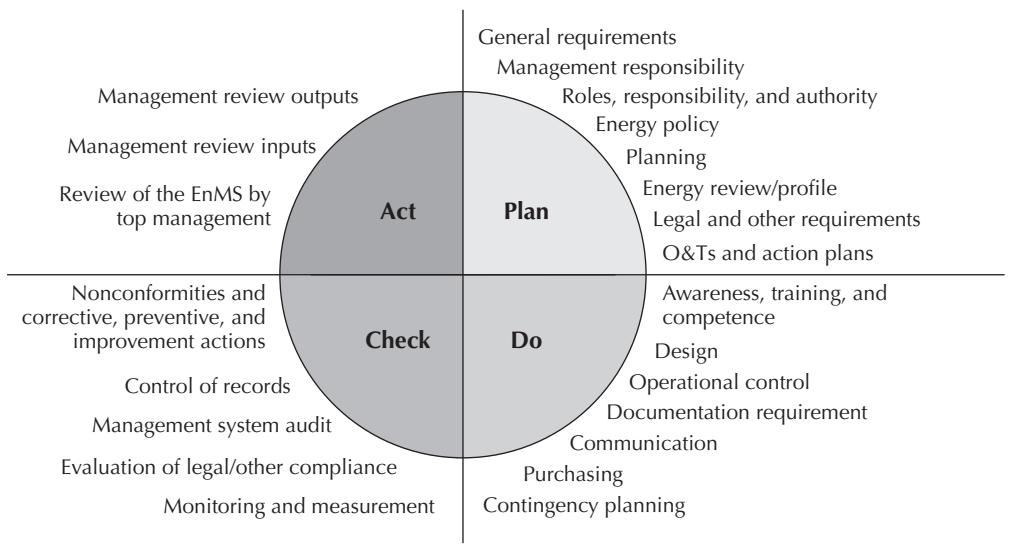 General requirements
Management responsibility
Roles, responsibility, and authority
Energy policy
Planning
Energy review/profile
Legal and other requirements
O&Ts and action plans
Plan
Awareness, training, and
competence
Design
Operational control
Documentation requirement
Communication
Purchasing
Contingency planning
Do
Nonconformities and
corrective, preventive, and
improvement actions
Control of records
Management system audit
Evaluation of legal/other compliance
Monitoring and measurement
Check
Management review outputs
Management review inputs
Review of the EnMS by
top management
Act